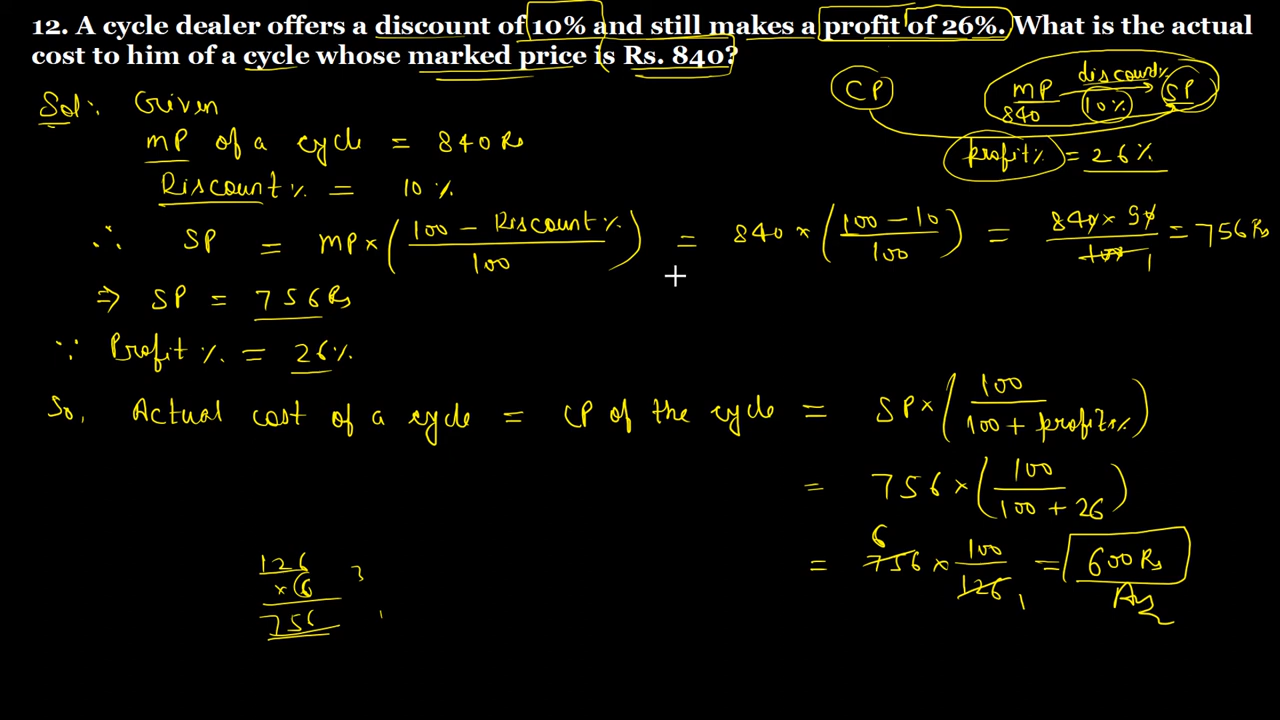 12. A cycle dealer offers a discount of 10% and still makes a profit of 26%. What is the actual
cost to him of a cycle whose marked price is Rs. 840?
CP MP discount% SP
840 10%
profit% = 26%
Sol: Given
MP of a cycle = 840 Rs
Discount % = 10%
∴ SP = MP × ( 100 - Discount % / 100 ) = 840 × ( 100 - 10 / 100 ) = 840 × 90 / 100 1 = 756 Rs
⇒ SP = 756 Rs
∵ Profit % = 26%
So, Actual cost of a cycle = CP of the cycle = SP × ( 100 / 100 + profit% )
= 756 × ( 100 / 100 + 26 )
= 756 6 × 100 / 126 1 = 600 Rs
Ans
126
× 6
756
3